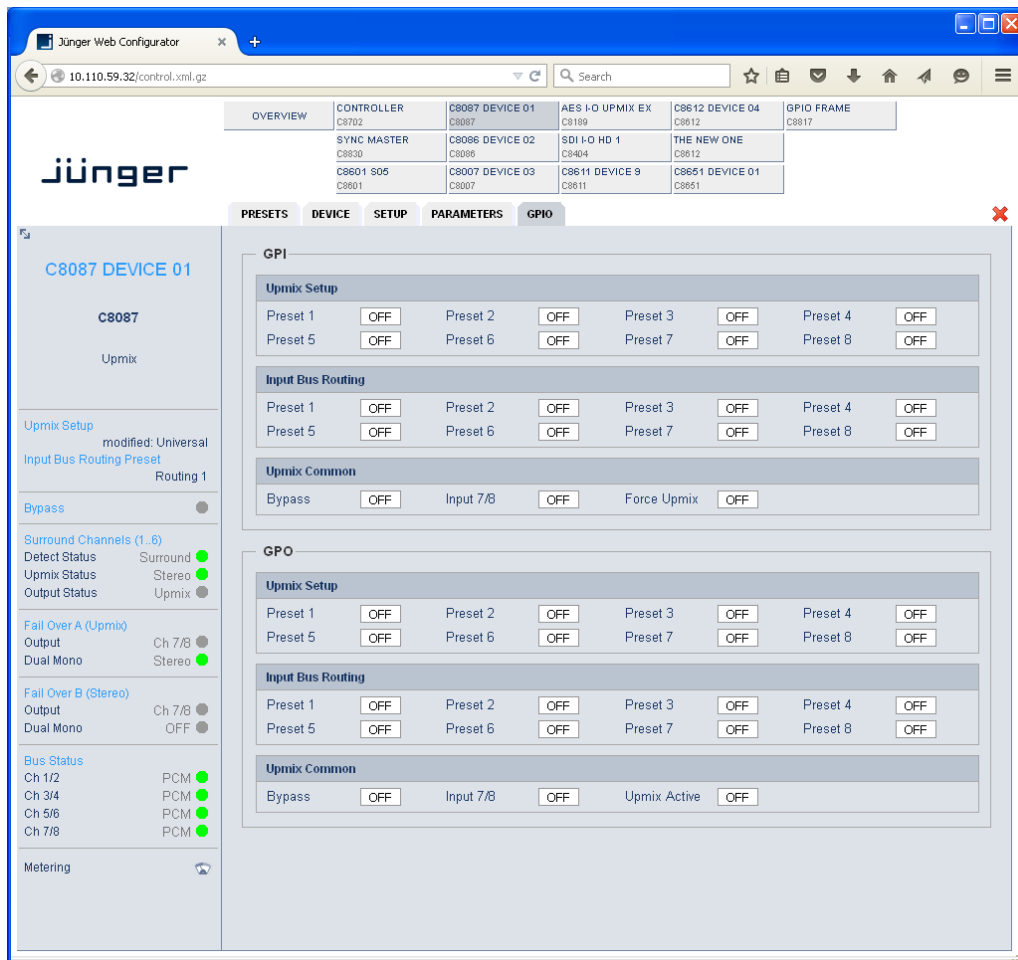 Jünger Web Configurator
10.110.59.32/control.xml.gz
Search
jünger
OVERVIEW
CONTROLLER
C8702
C8087 DEVICE 01
C8087
AES I-O UPMIX EX
C8189
C8612 DEVICE 04
C8612
GPIO FRAME
C8817
SYNC MASTER
C8830
C8086 DEVICE 02
C8086
SDI I-O HD 1
C8404
THE NEW ONE
C8612
C8601 S05
C8601
C8007 DEVICE 03
C8007
C8611 DEVICE 9
C8611
C8651 DEVICE 01
C8651
PRESETS DEVICE SETUP PARAMETERS GPIO
C8087 DEVICE 01
C8087
Upmix
Upmix Setup
modified: Universal
Input Bus Routing Preset
Routing 1
Bypass
Surround Channels (1..6)
Detect Status Surround
Upmix Status Stereo
Output Status Upmix
Fail Over A (Upmix)
Output Ch 7/8
Dual Mono Stereo
Fail Over B (Stereo)
Output Ch 7/8
Dual Mono OFF
Bus Status
Ch 1/2 PCM
Ch 3/4 PCM
Ch 5/6 PCM
Ch 7/8 PCM
Metering
GPI
Upmix Setup
Preset 1 OFF Preset 2 OFF Preset 3 OFF Preset 4 OFF
Preset 5 OFF Preset 6 OFF Preset 7 OFF Preset 8 OFF
Input Bus Routing
Preset 1 OFF Preset 2 OFF Preset 3 OFF Preset 4 OFF
Preset 5 OFF Preset 6 OFF Preset 7 OFF Preset 8 OFF
Upmix Common
Bypass OFF Input 7/8 OFF Force Upmix OFF
GPO
Upmix Setup
Preset 1 OFF Preset 2 OFF Preset 3 OFF Preset 4 OFF
Preset 5 OFF Preset 6 OFF Preset 7 OFF Preset 8 OFF
Input Bus Routing
Preset 1 OFF Preset 2 OFF Preset 3 OFF Preset 4 OFF
Preset 5 OFF Preset 6 OFF Preset 7 OFF Preset 8 OFF
Upmix Common
Bypass OFF Input 7/8 OFF Upmix Active OFF